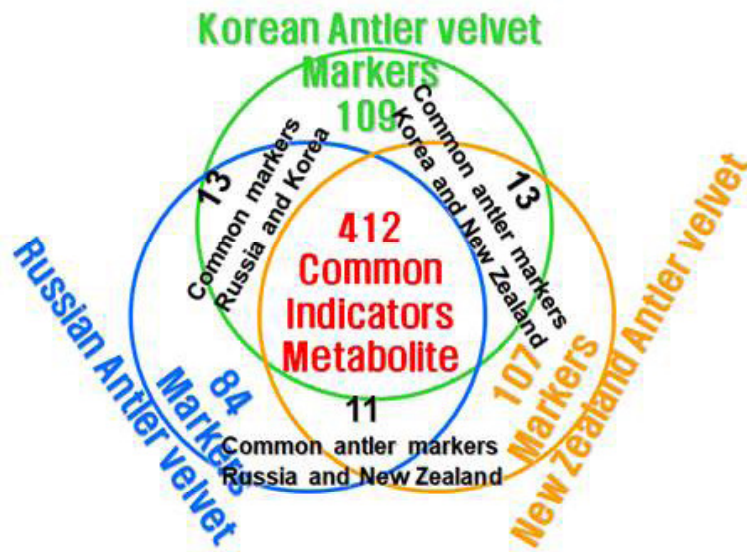 Korean Antler velvet
Markers
109
13
Common markers
Russia and Korea
Common antler markers
13
Korea and New Zealand
412
Common
Indicators
Metabolite
Russian Antler velvet
84
Markers
107
Markers
New Zealand Antler velvet
11
Common antler markers
Russia and New Zealand